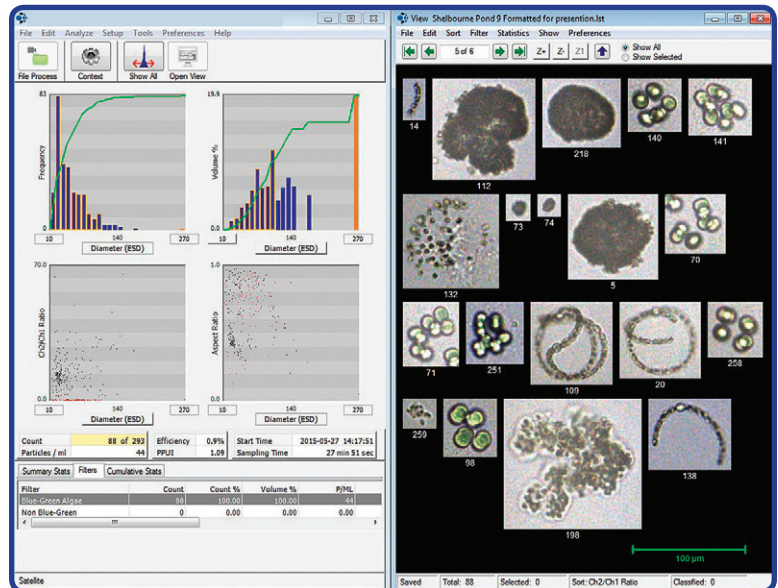 File Edit Analyze Setup Tools Preferences Help
File Process Context Show All Open View
83
Frequency
0
10 140 270
Diameter (ESD)
19.9
Volume %
0
10 140 270
Diameter (ESD)
70.0
Ch2/Ch1 Ratio
0.0
10 140 270
Diameter (ESD)
1.0
Aspect Ratio
0.0
10 140 270
Diameter (ESD)
Count 88 of 293 Efficiency 0.9% Start Time 2015-05-27 14:17:51
Particles / ml 44 PPUI 1.09 Sampling Time 27 min 51 sec
Summary Stats Filters Cumulative Stats
Filter Count Count % Volume % P/ML
Blue-Green Algae 88 100.00 100.00 44
Non Blue-Green 0 0.00 0.00 0.00
Satelite
View Shelbourne Pond 9 Formatted for presention.lst
File Edit Sort Filter Statistics Show Preferences
5 of 6 Z+ Z- Z1 Show All
Show Selected
14 112 218 140 141
132 73 74 5 70
71 251 109 20 258
259 98 198 138
100 µm
Saved Total: 88 Selected: 0 Sort: Ch2/Ch1 Ratio Classified: 0